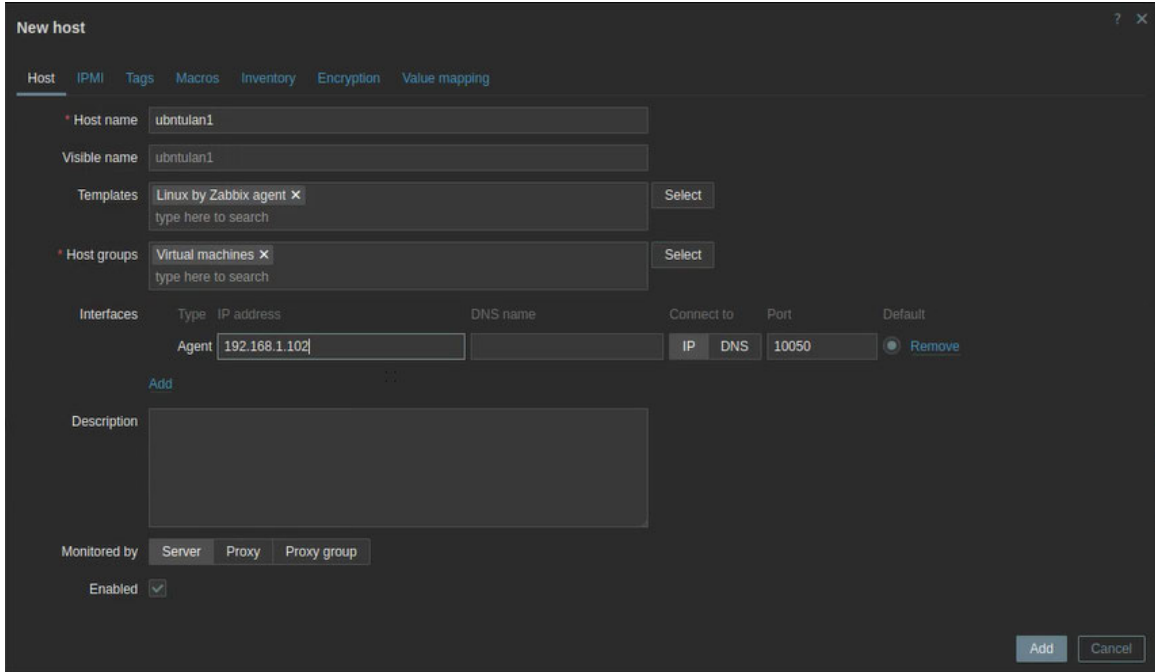 New host ? ×
Host IPMI Tags Macros Inventory Encryption Value mapping
* Host name ubntulan1
Visible name ubntulan1
Templates Linux by Zabbix agent × Select
type here to search
* Host groups Virtual machines × Select
type here to search
Interfaces Type IP address DNS name Connect to Port Default
Agent 192.168.1.102 IP DNS 10050 Remove
Add
Description
Monitored by Server Proxy Proxy group
Enabled
Add Cancel